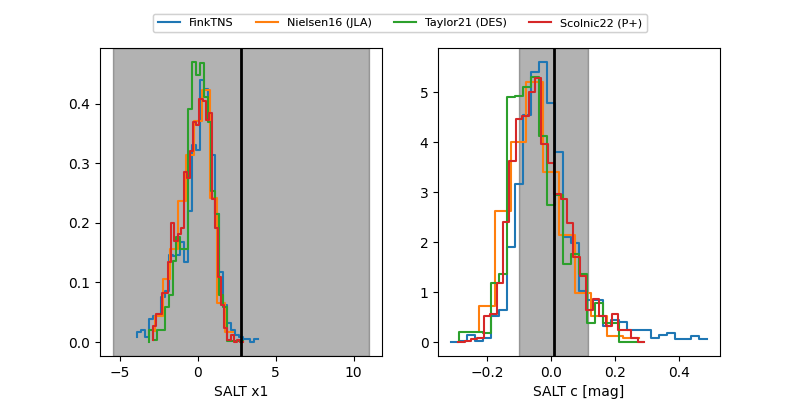 FinkTNS Nielsen16 (JLA) Taylor21 (DES) Scolnic22 (P+)
0.4
0.3
0.2
0.1
0.0
−5 0 5 10
SALT x1
5
4
3
2
1
0
−0.2 0.0 0.2 0.4
SALT c [mag]